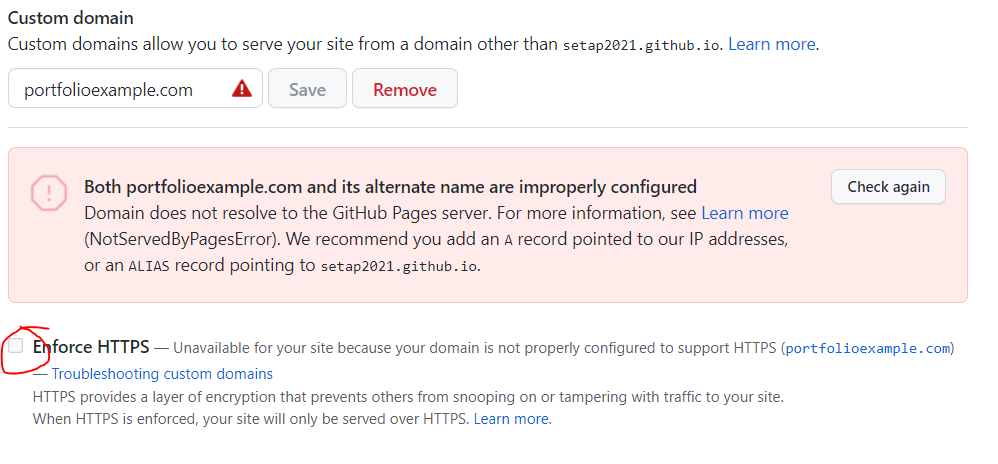 Custom domain
Custom domains allow you to serve your site from a domain other than setap2021.github.io. Learn more.
portfolioexample.com Save Remove
Both portfolioexample.com and its alternate name are improperly configured Check again
Domain does not resolve to the GitHub Pages server. For more information, see Learn more
(NotServedByPagesError). We recommend you add an A record pointed to our IP addresses,
or an ALIAS record pointing to setap2021.github.io.
Enforce HTTPS — Unavailable for your site because your domain is not properly configured to support HTTPS (portfolioexample.com)
— Troubleshooting custom domains
HTTPS provides a layer of encryption that prevents others from snooping on or tampering with traffic to your site.
When HTTPS is enforced, your site will only be served over HTTPS. Learn more.